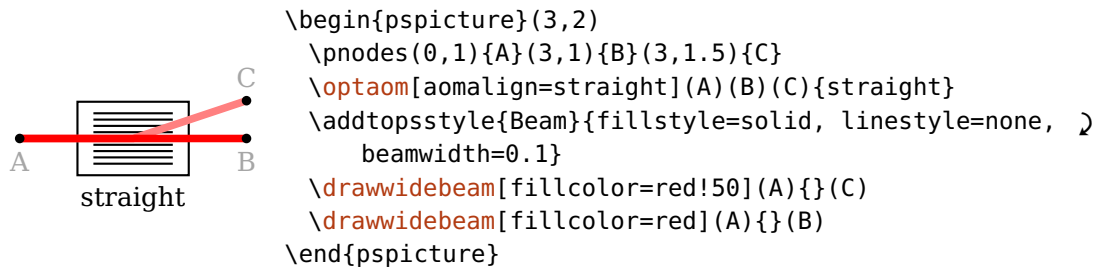 C
A
B
straight
\begin{pspicture}(3,2)
  \pnodes(0,1){A}(3,1){B}(3,1.5){C}
  \optaom[aomalign=straight](A)(B)(C){straight}
  \addtopsstyle{Beam}{fillstyle=solid, linestyle=none,
      beamwidth=0.1}
  \drawwidebeam[fillcolor=red!50](A){}(C)
  \drawwidebeam[fillcolor=red](A){}(B)
\end{pspicture}